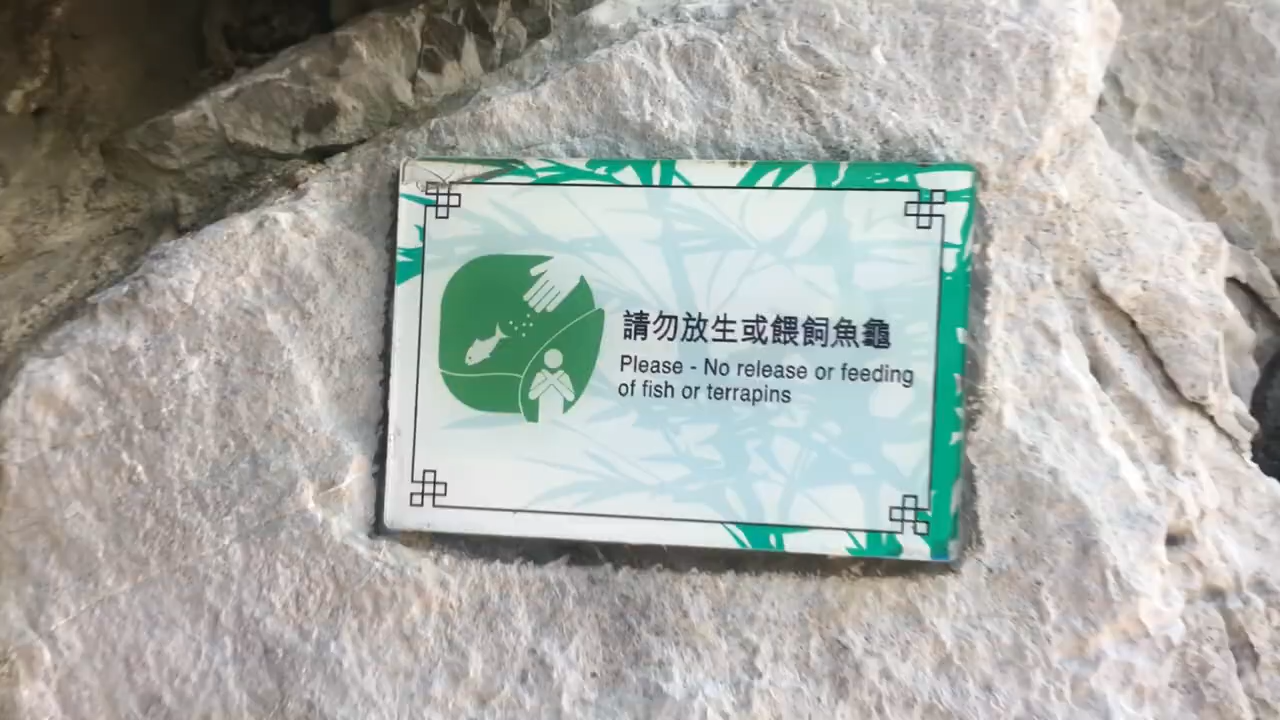 請勿放生或餵飼魚龜
Please - No release or feeding
of fish or terrapins